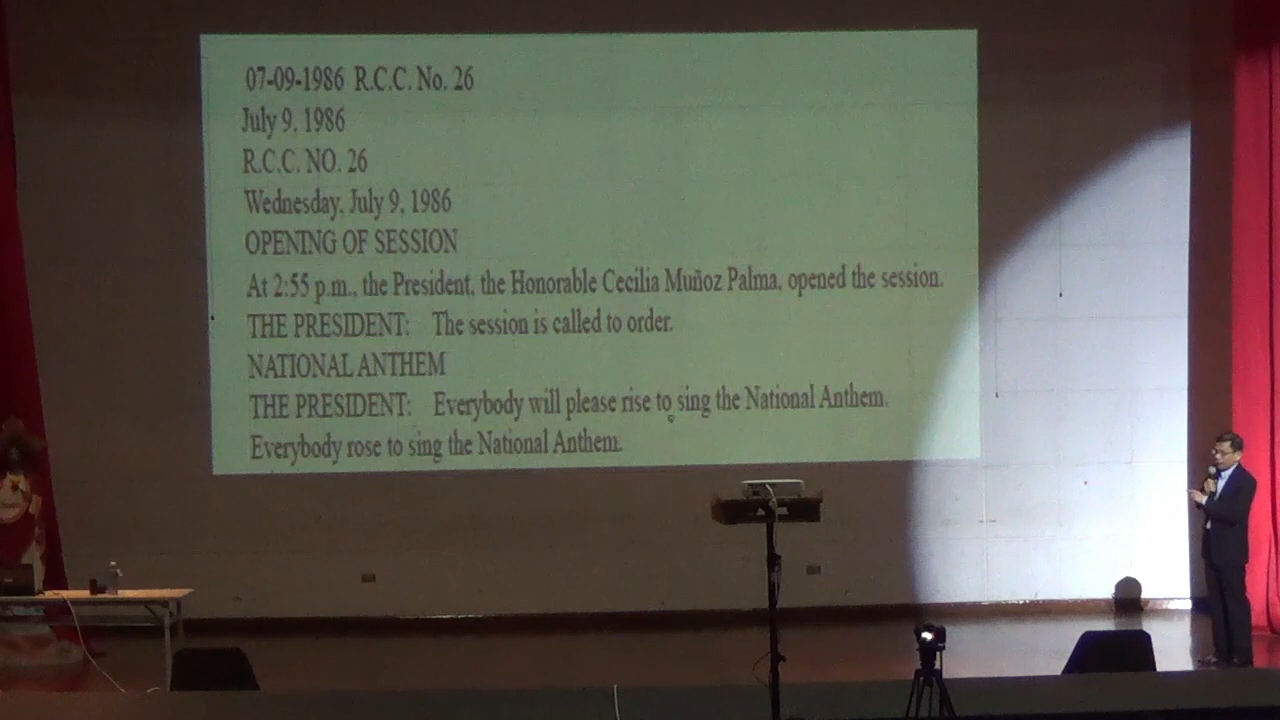 07-09-1986 R.C.C. No. 26
July 9, 1986
R.C.C. NO. 26
Wednesday, July 9, 1986
OPENING OF SESSION
At 2:55 p.m., the President, the Honorable Cecilia Muñoz Palma, opened the session.
THE PRESIDENT: The session is called to order.
NATIONAL ANTHEM
THE PRESIDENT: Everybody will please rise to sing the National Anthem.
Everybody rose to sing the National Anthem.